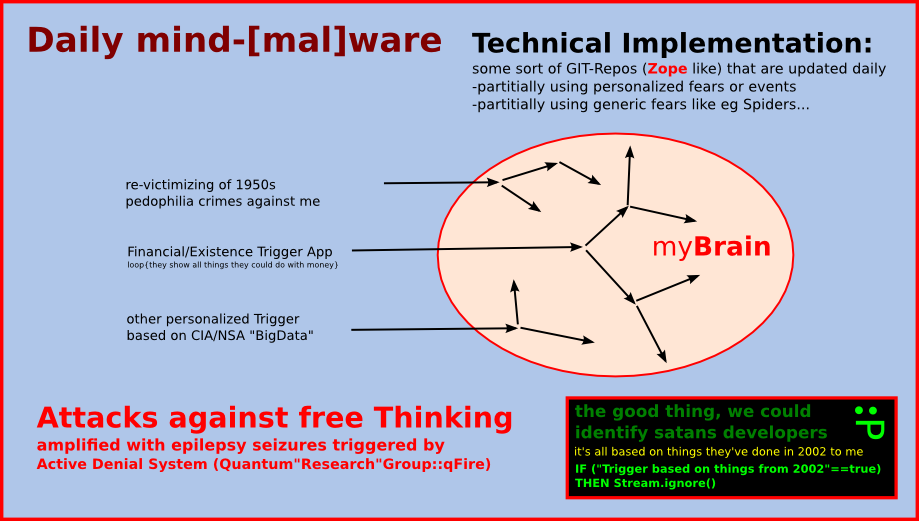 Daily mind-[mal]ware
Technical Implementation:
some sort of GIT-Repos (Zope like) that are updated daily
-partitially using personalized fears or events
-partitially using generic fears like eg Spiders...
re-victimizing of 1950s
pedophilia crimes against me
Financial/Existence Trigger App
loop{they show all things they could do with money}
other personalized Trigger
based on CIA/NSA "BigData"
myBrain
Attacks against free Thinking
amplified with epilepsy seizures triggered by
Active Denial System (Quantum"Research"Group::qFire)
the good thing, we could
identify satans developers
it's all based on things they've done in 2002 to me
IF ("Trigger based on things from 2002"==true)
THEN Stream.ignore()
:P